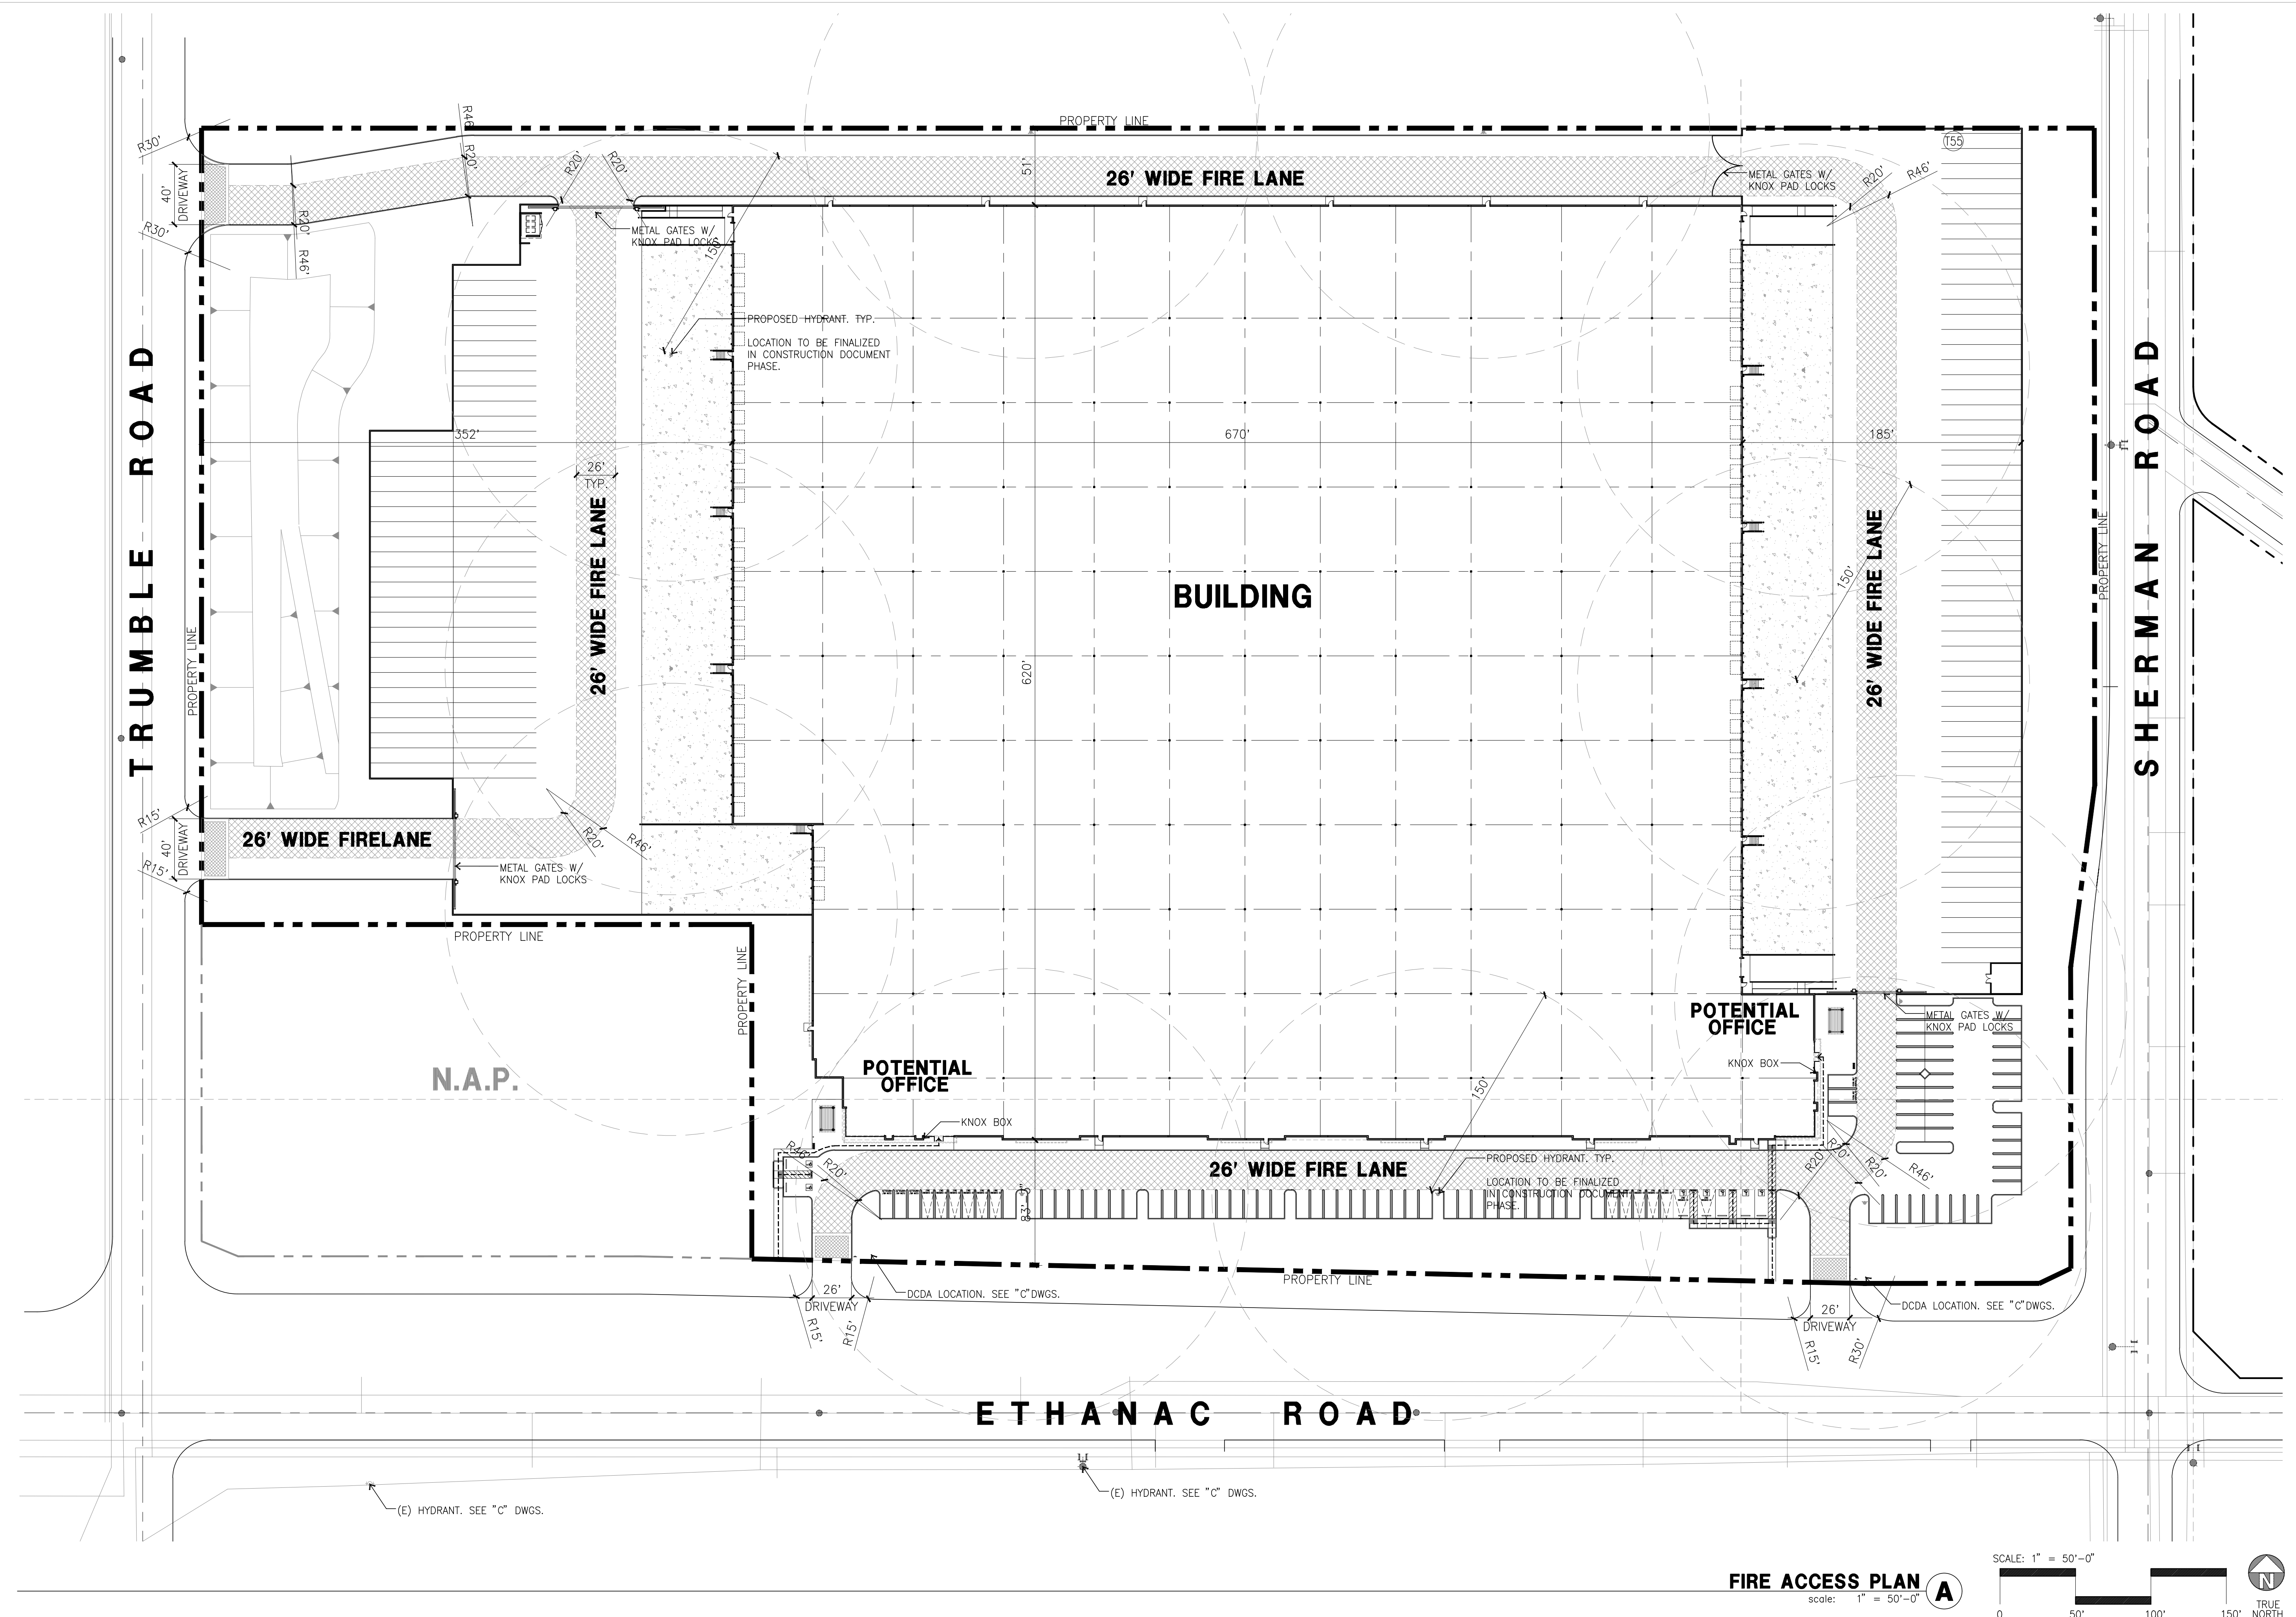 PROPERTY LINE
R46'
R30'
T55
R20'
R20'
R20'
51'
26' WIDE FIRE LANE
METAL GATES W/
KNOX PAD LOCKS
R20'
R46'
40'
DRIVEWAY
R30'
R20'
R46'
METAL GATES W/
KNOX PAD LOCKS
150'
PROPOSED HYDRANT. TYP.
LOCATION TO BE FINALIZED
IN CONSTRUCTION DOCUMENT
PHASE.
352'
670'
185'
26'
TYP.
TRUMBLE ROAD
PROPERTY LINE
26' WIDE FIRE LANE
BUILDING
620'
150'
26' WIDE FIRE LANE
PROPERTY LINE
SHERMAN ROAD
R15'
40'
DRIVEWAY
R15'
26' WIDE FIRELANE
R20'
R46'
METAL GATES W/
KNOX PAD LOCKS
PROPERTY LINE
PROPERTY LINE
N.A.P.
POTENTIAL
OFFICE
METAL GATES W/
KNOX PAD LOCKS
KNOX BOX
POTENTIAL
OFFICE
KNOX BOX
150'
R46'
R20'
26' WIDE FIRE LANE
PROPOSED HYDRANT. TYP.
LOCATION TO BE FINALIZED
IN CONSTRUCTION DOCUMENT
PHASE.
R20'
R20'
R20'
R46'
PROPERTY LINE
26'
DRIVEWAY
R15'
R15'
DCDA LOCATION. SEE "C"DWGS.
26'
DRIVEWAY
R15'
R30'
DCDA LOCATION. SEE "C"DWGS.
ETHANAC ROAD
(E) HYDRANT. SEE "C" DWGS.
(E) HYDRANT. SEE "C" DWGS.
FIRE ACCESS PLAN
scale: 1" = 50'-0"
A
SCALE: 1" = 50'-0"
0 50' 100' 150'
N
TRUE
NORTH